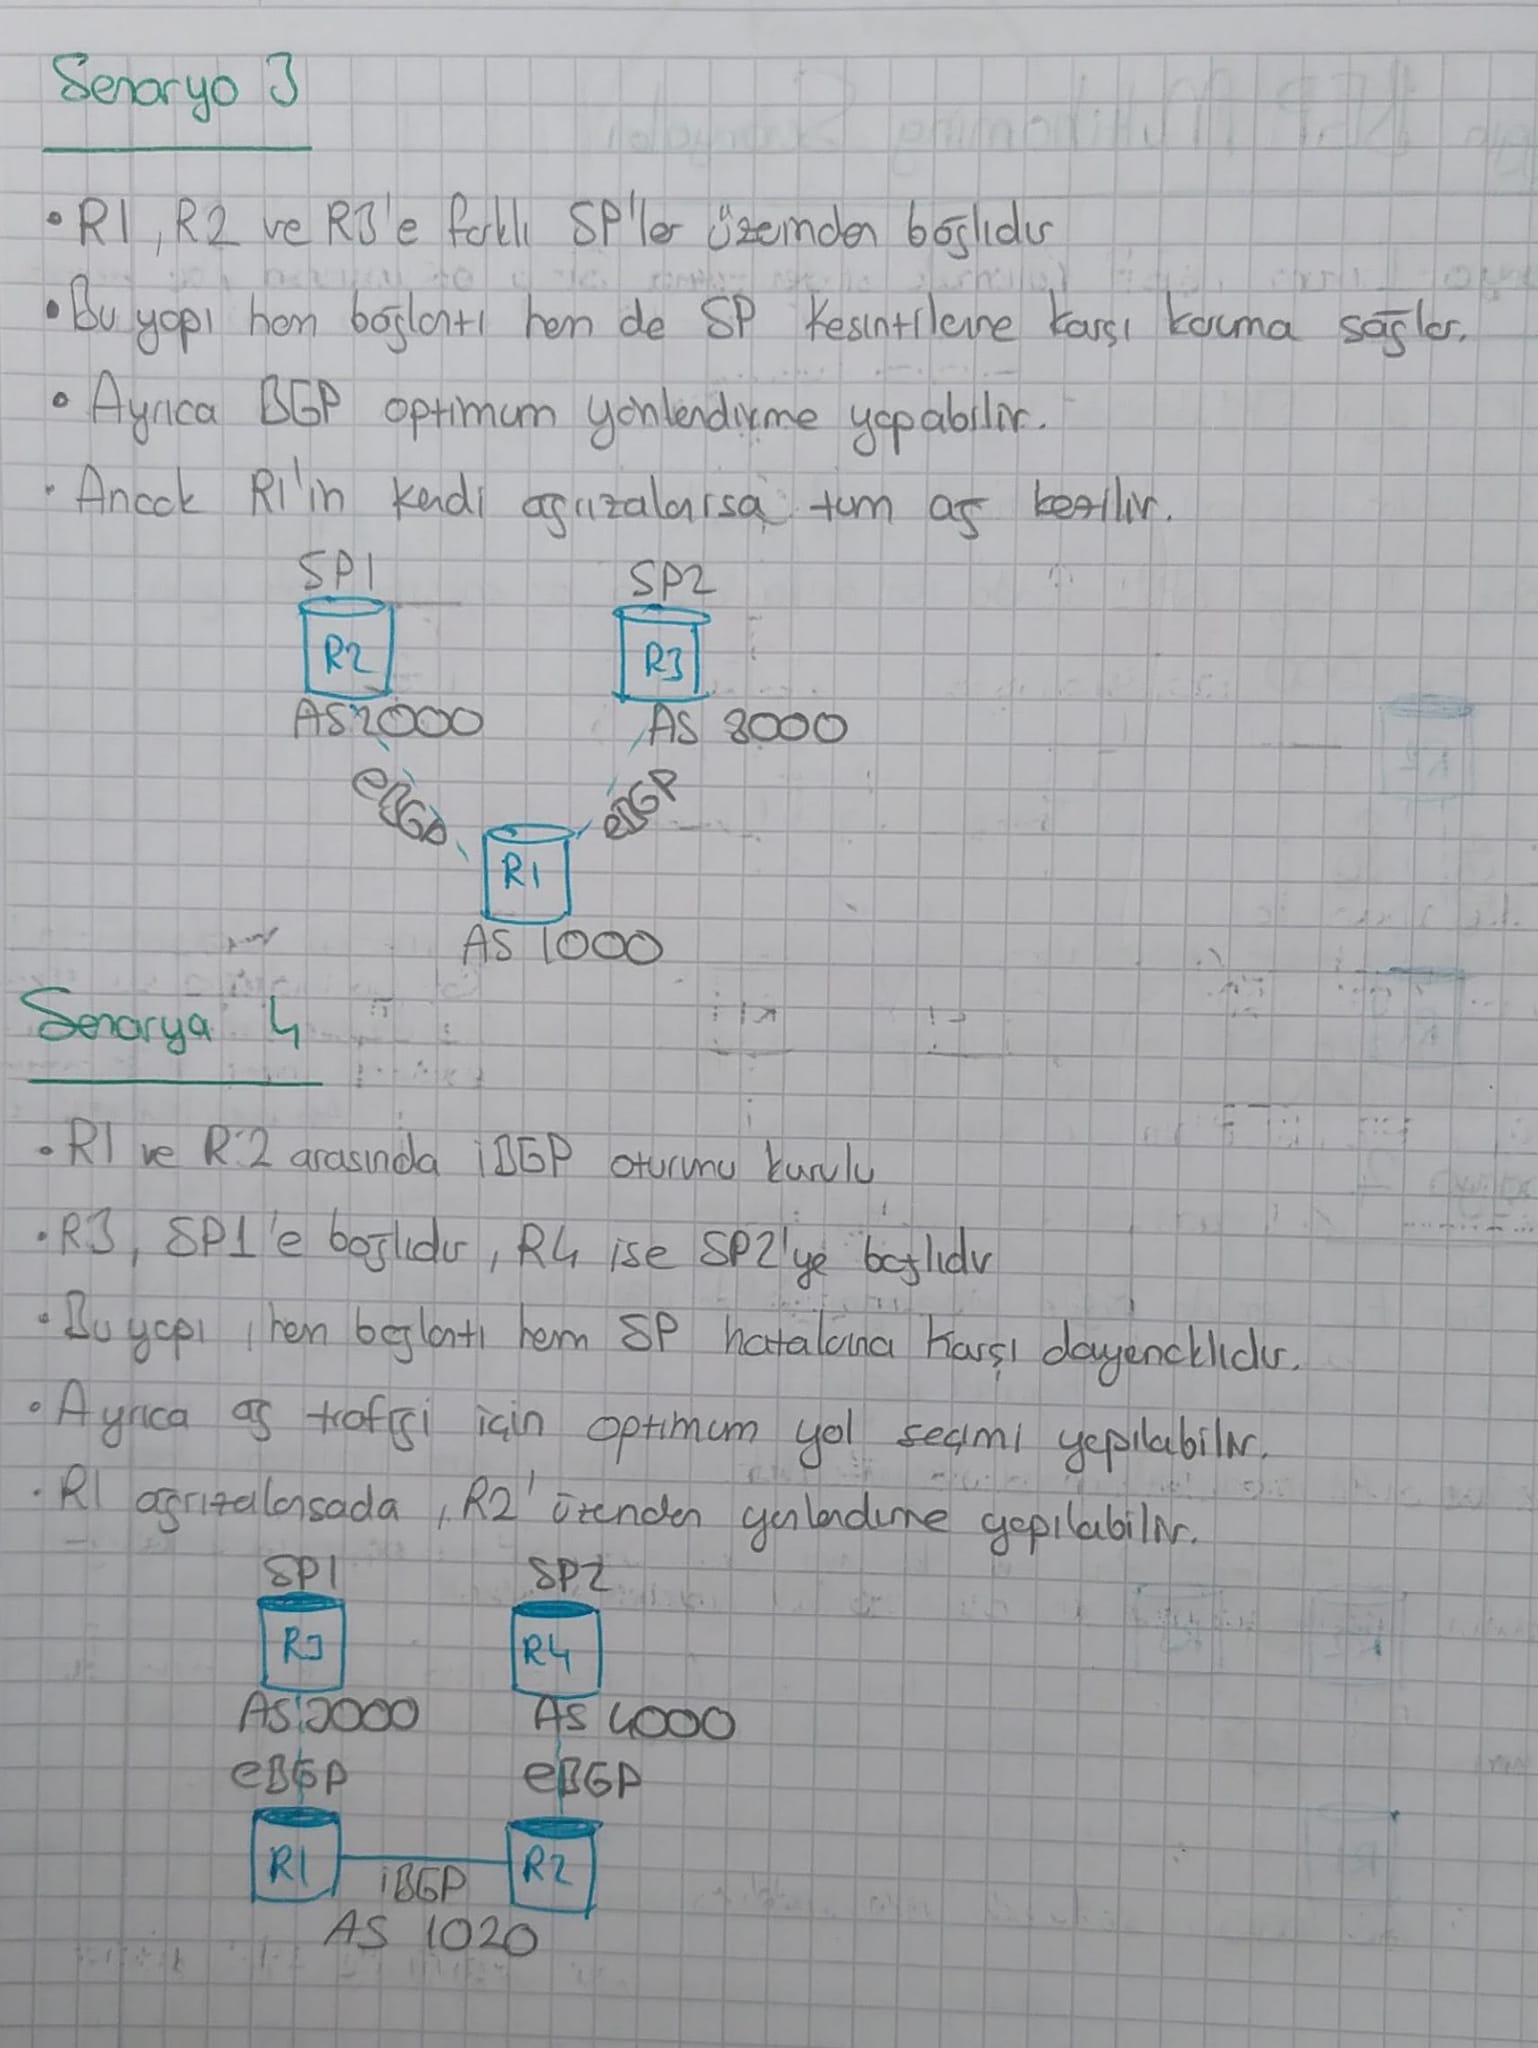 Senaryo 3
• R1, R2 ve R3'e farklı SP'ler üzerinden bağlıdır
• Bu yapı hem bağlantı hem de SP kesintilerine karşı koruma sağlar.
• Ayrıca BGP optimum yönlendirme yapabilir.
• Ancak R1'in kendi ağrızalanırsa tüm ağ kesilir.
SP1 SP2
R2 R3
AS 2000 AS 3000
eBGP eBGP
R1
AS 1000
Senarya 4
• R1 ve R2 arasında iBGP oturumu kurulu
• R3, SP1'e bağlıdır, R4 ise SP2'ye bağlıdır
• Bu yapı, hem bağlantı hem SP hatalarına karşı dayanıklıdır.
• Ayrıca ağ trafiği için optimum yol seçimi yapılabilir.
• R1 ağrızalansada, R2' üzerinden yönlendirme yapılabilir.
SP1 SP2
R3 R4
AS 3000 AS 4000
eBGP eBGP
R1 iBGP R2
AS 1020